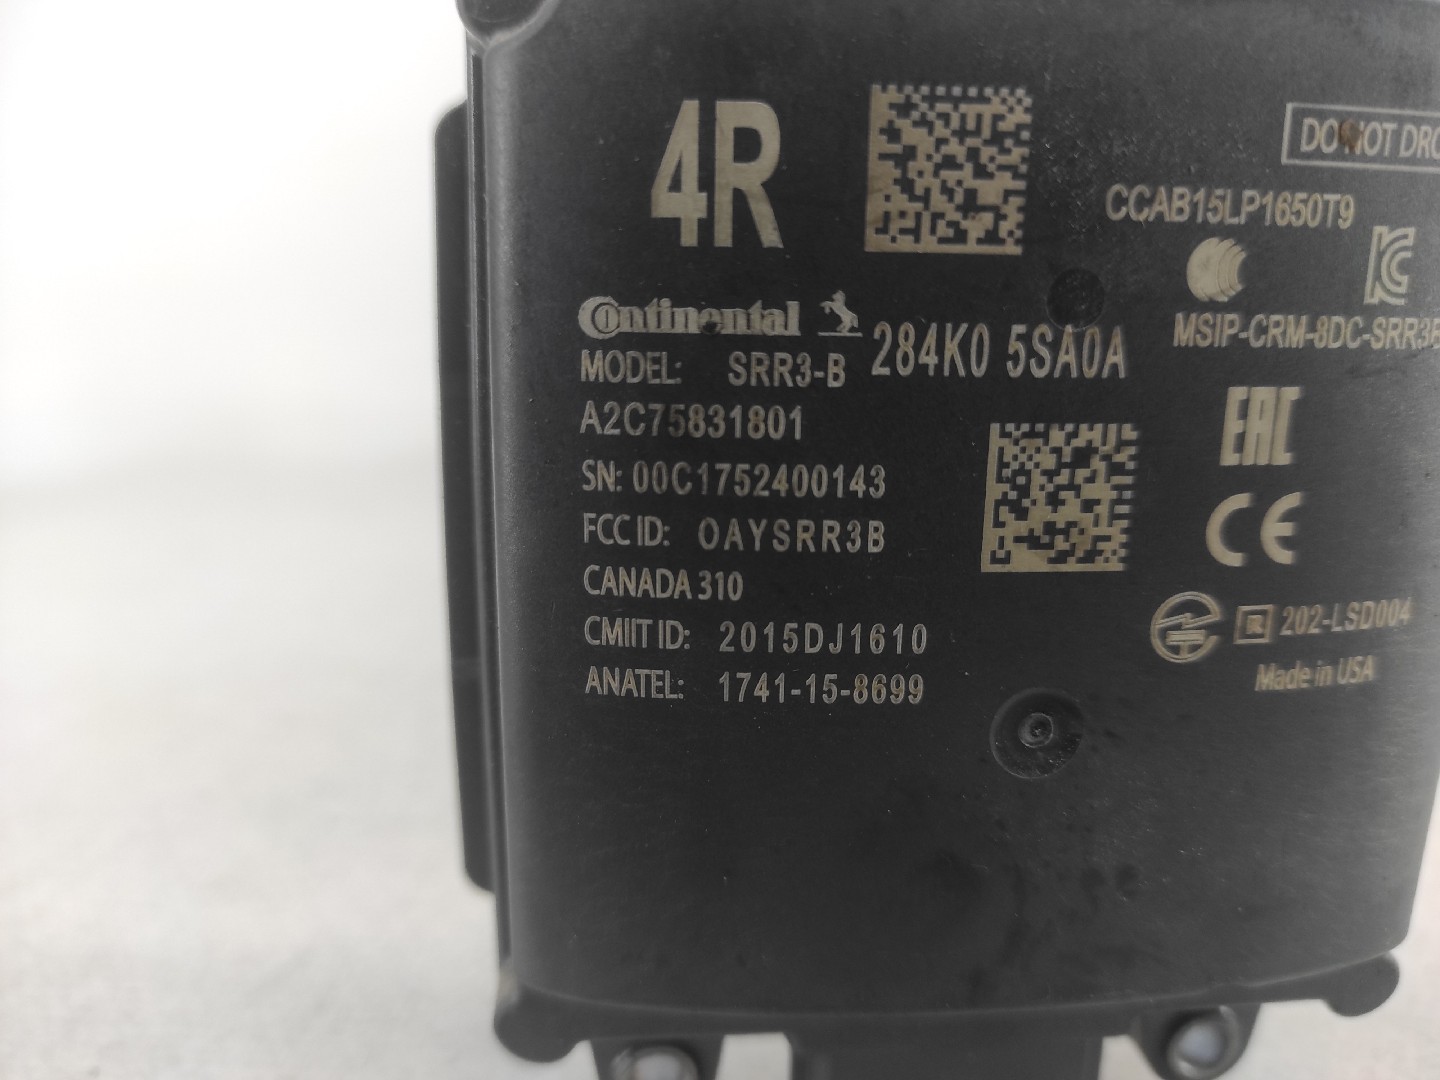 4R
DO NOT DRO
CCAB15LP1650T9
Continental
MSIP-CRM-8DC-SRR3B
MODEL: SRR3-B
284K0 5SA0A
A2C75831801
EAC
SN: 00C1752400143
CE
FCC ID: OAYSRR3B
CANADA 310
R 202-LSD004
CMIIT ID: 2015DJ1610
Made in USA
ANATEL: 1741-15-8699